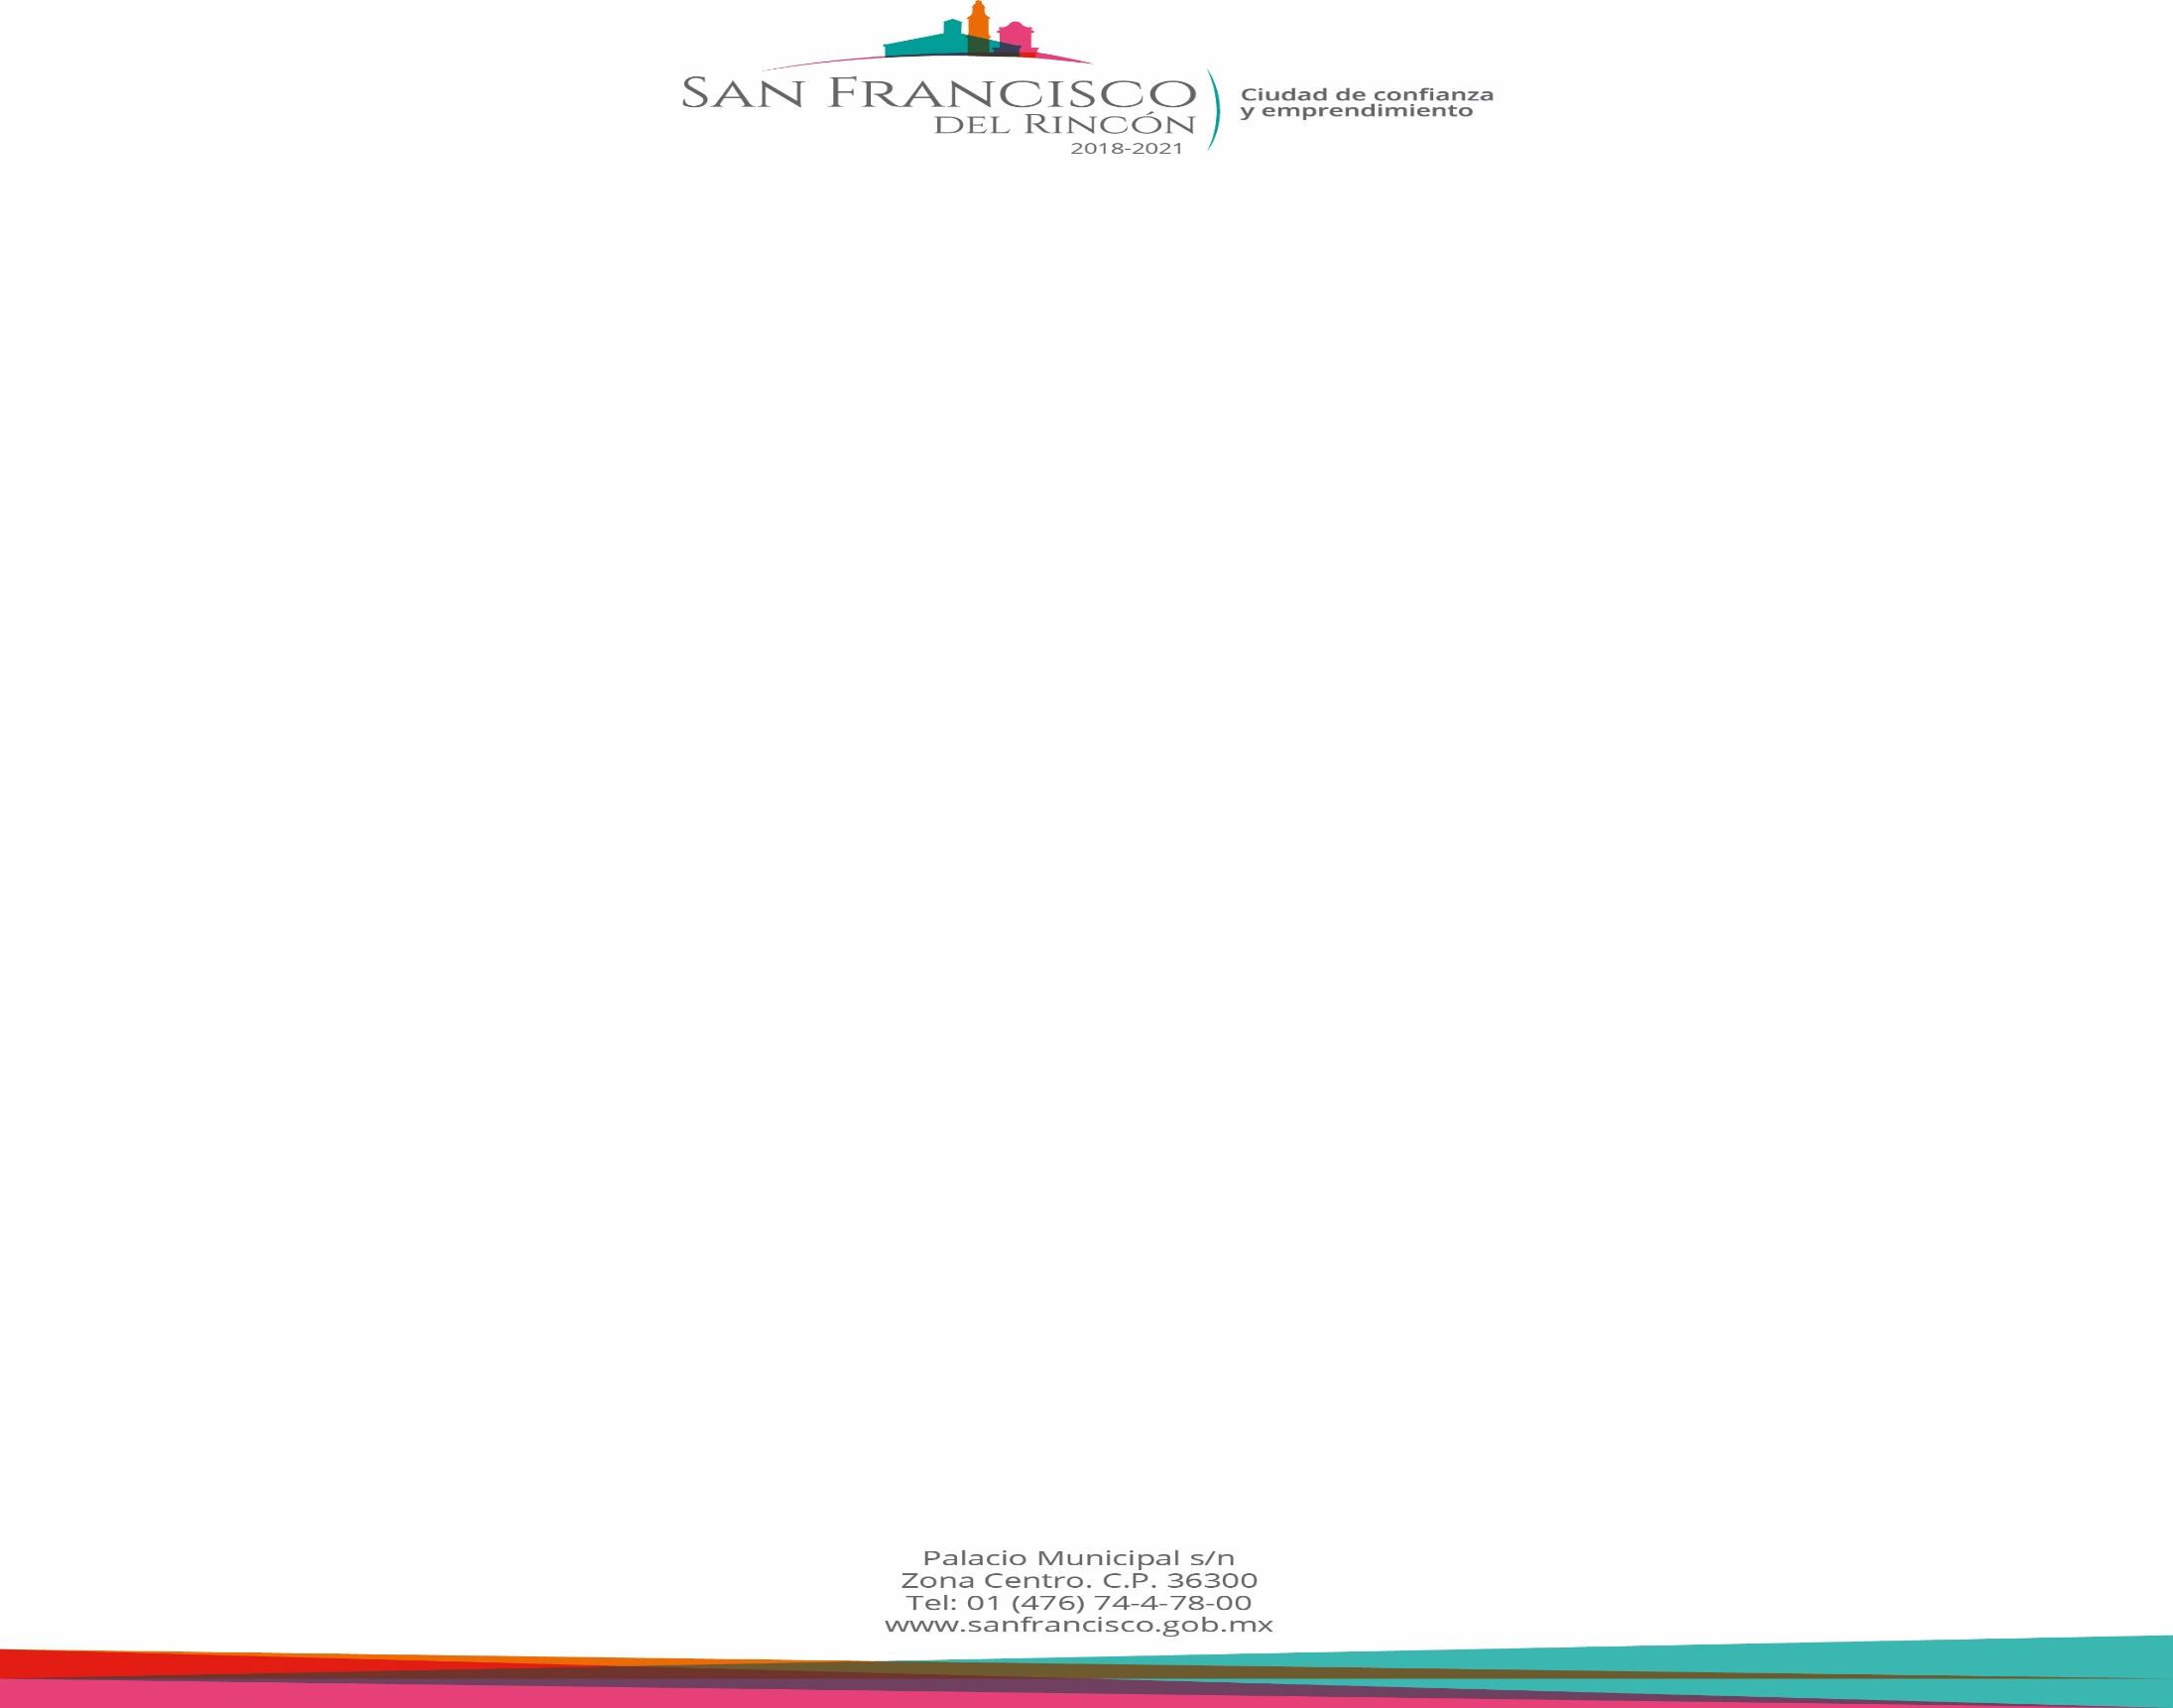 SAN FRANCISCO
DEL RINCÓN
2018-2021
Ciudad de confianza
y emprendimiento
Palacio Municipal s/n
Zona Centro. C.P. 36300
Tel: 01 (476) 74-4-78-00
www.sanfrancisco.gob.mx